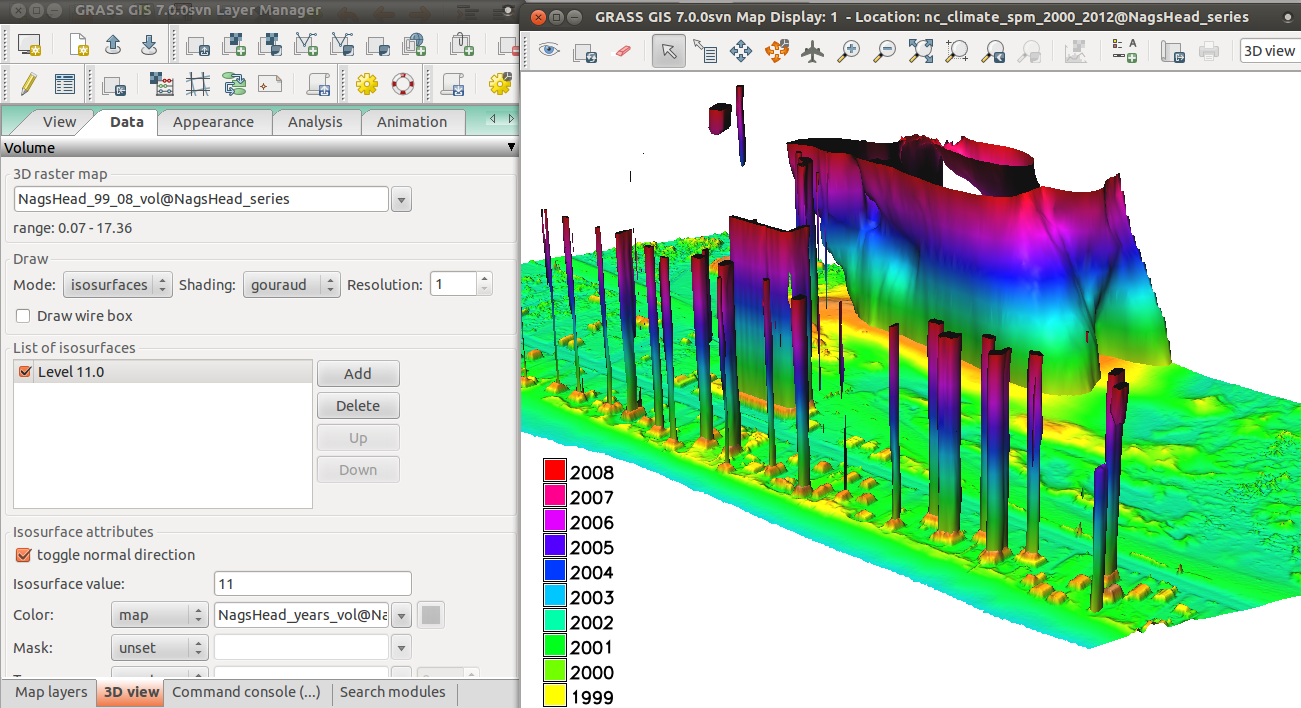 GRASS GIS 7.0.0svn Layer Manager
View Data Appearance Analysis Animation
Volume
3D raster map
NagsHead_99_08_vol@NagsHead_series
range: 0.07 - 17.36
Draw
Mode: isosurfaces Shading: gouraud Resolution: 1
Draw wire box
List of isosurfaces
Level 11.0
Add
Delete
Up
Down
Isosurface attributes
toggle normal direction
Isosurface value: 11
Color: map NagsHead_years_vol@Na
Mask: unset
Map layers 3D view Command console (...) Search modules
GRASS GIS 7.0.0svn Map Display: 1 - Location: nc_climate_spm_2000_2012@NagsHead_series
3D view
2008
2007
2006
2005
2004
2003
2002
2001
2000
1999